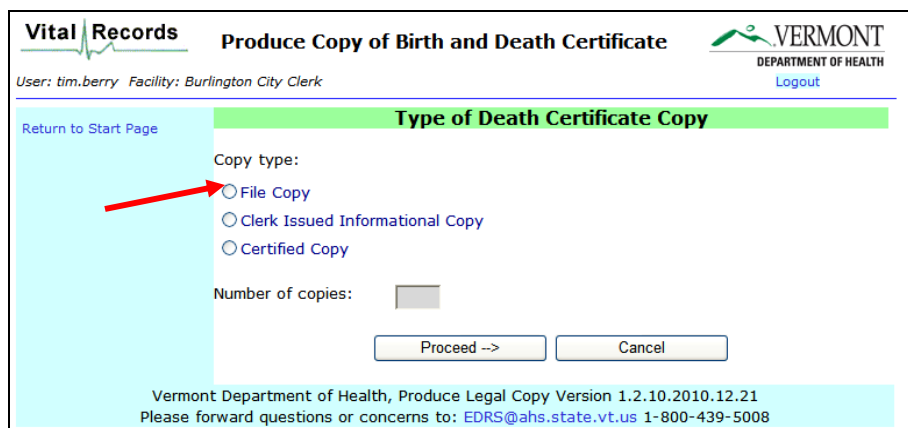 Vital Records
Produce Copy of Birth and Death Certificate
VERMONT
DEPARTMENT OF HEALTH
User: tim.berry Facility: Burlington City Clerk
Logout
Return to Start Page
Type of Death Certificate Copy
Copy type:
File Copy
Clerk Issued Informational Copy
Certified Copy
Number of copies:
Proceed -->
Cancel
Vermont Department of Health, Produce Legal Copy Version 1.2.10.2010.12.21
Please forward questions or concerns to: EDRS@ahs.state.vt.us 1-800-439-5008